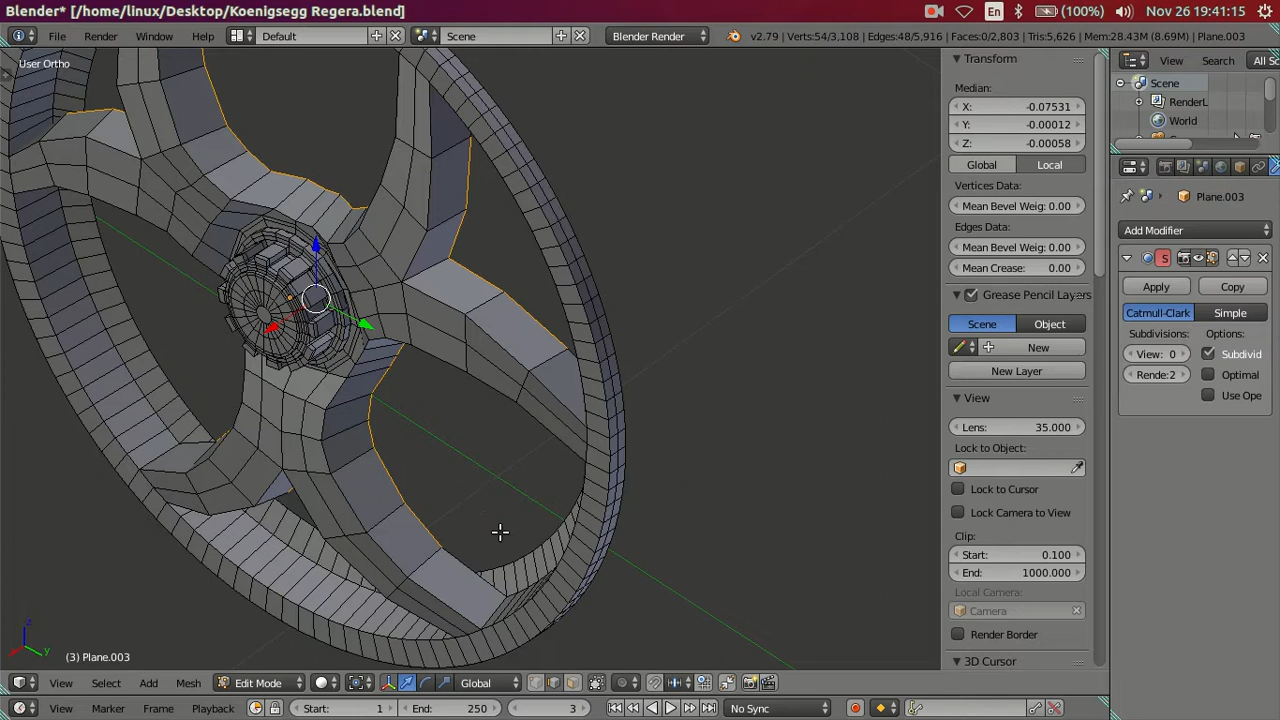 Blender* [/home/linux/Desktop/Koenigsegg Regera.blend]
En
(100%)
Nov 26 19:41:15
File
Render
Window
Help
Default
Scene
Blender Render
v2.79 | Verts:54/3,108 | Edges:48/5,916 | Faces:0/2,803 | Tris:5,626 | Mem:28.43M (8.69M) | Plane.003
User Ortho
(3) Plane.003
z
y
View
Select
Add
Mesh
Edit Mode
Global
View
Marker
Frame
Playback
Start: 1
End: 250
3
No Sync
Transform
Median:
X: -0.07531
Y: -0.00012
Z: -0.00058
Global
Local
Vertices Data:
Mean Bevel Weig: 0.00
Edges Data:
Mean Bevel Weig: 0.00
Mean Crease: 0.00
Grease Pencil Layers
Scene
Object
New
New Layer
View
Lens: 35.000
Lock to Object:
Lock to Cursor
Lock Camera to View
Clip:
Start: 0.100
End: 1000.000
Local Camera:
Camera
Render Border
3D Cursor
View
Search
All Sc
Scene
RenderL
World
Plane.003
Add Modifier
S
Apply
Copy
Catmull-Clark
Simple
Subdivisions:
Options:
View: 0
Subdivid
Rende:2
Optimal
Use Ope